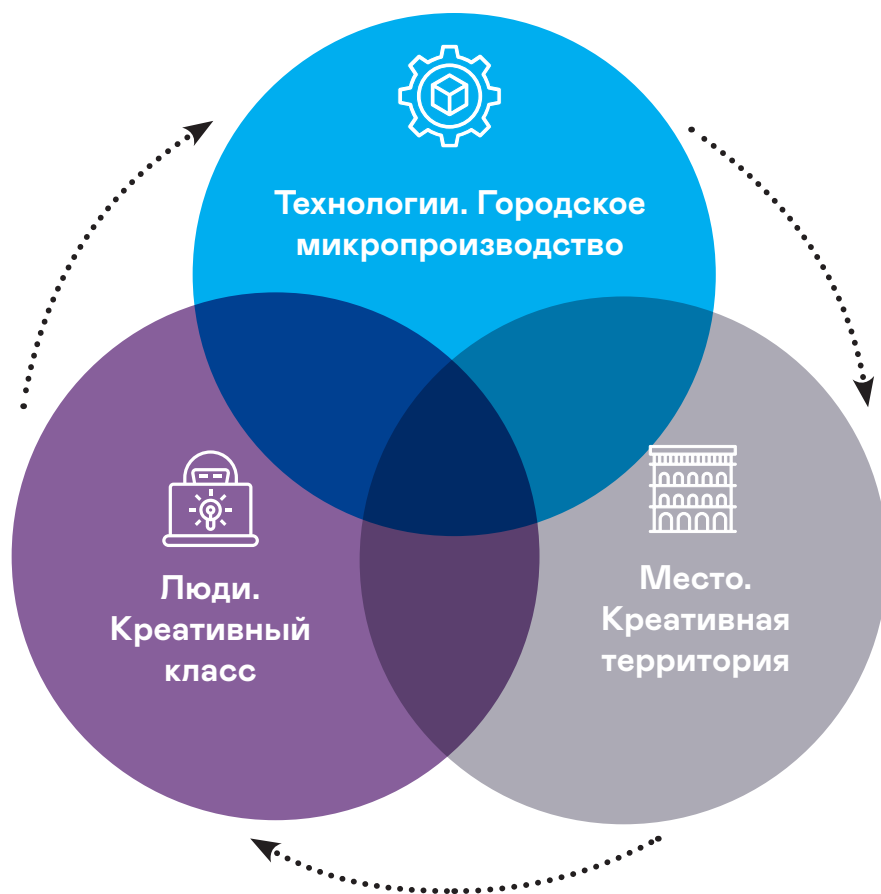 Технологии. Городское
микропроизводство
Люди.
Креативный
класс
Место.
Креативная
территория